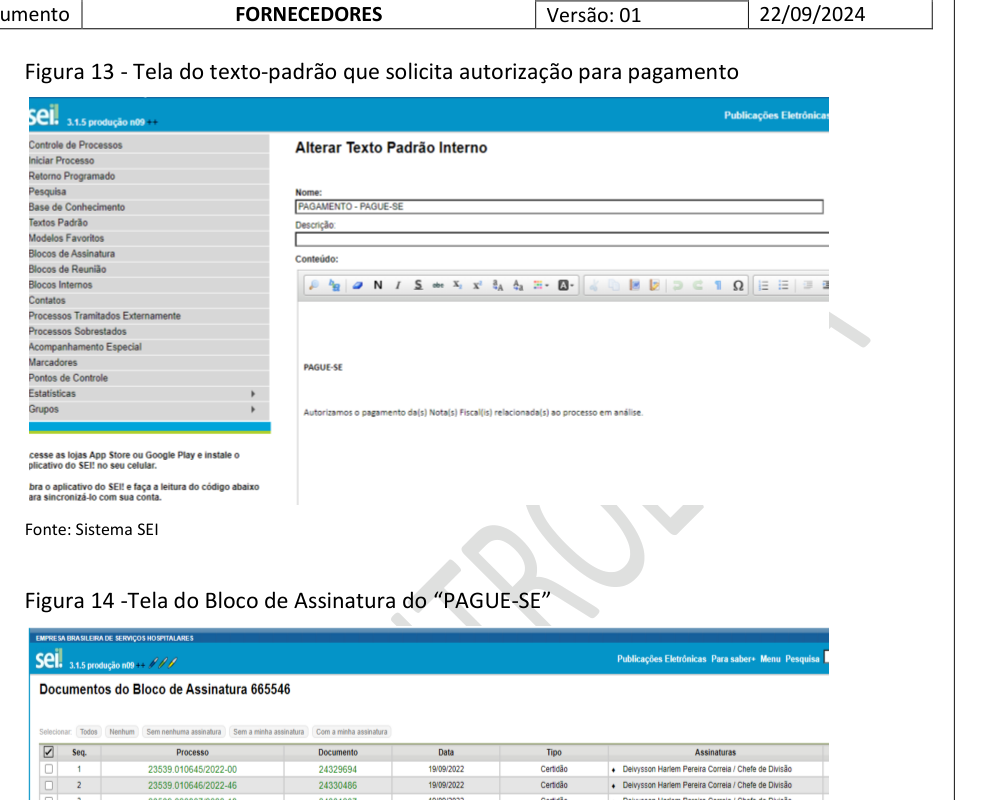 umento FORNECEDORES Versão: 01 22/09/2024
Figura 13 - Tela do texto-padrão que solicita autorização para pagamento
sei! 3.1.5 produção n09 ++ Publicações Eletrônicas
Controle de Processos
Iniciar Processo
Retorno Programado
Pesquisa
Base de Conhecimento
Textos Padrão
Modelos Favoritos
Blocos de Assinatura
Blocos de Reunião
Blocos Internos
Contatos
Processos Tramitados Externamente
Processos Sobrestados
Acompanhamento Especial
Marcadores
Pontos de Controle
Estatísticas
Grupos
cesse as lojas App Store ou Google Play e instale o
plicativo do SEI! no seu celular.
bra o aplicativo do SEI! e faça a leitura do código abaixo
ara sincronizá-lo com sua conta.
Alterar Texto Padrão Interno
Nome:
PAGAMENTO - PAGUE-SE
Descrição:
Conteúdo:
N I S abc X₂ X² A
PAGUE-SE
Autorizamos o pagamento da(s) Nota(s) Fiscal(is) relacionada(s) ao processo em análise.
Fonte: Sistema SEI
NTROL
Figura 14 -Tela do Bloco de Assinatura do “PAGUE-SE”
EMPRESA BRASILEIRA DE SERVIÇOS HOSPITALARES
sei! 3.1.5 produção n09 ++ Publicações Eletrônicas Para saber+ Menu Pesquisa
Documentos do Bloco de Assinatura 665546
Selecionar: Todos Nenhum Sem nenhuma assinatura Sem a minha assinatura Com a minha assinatura
Seq. Processo Documento Data Tipo Assinaturas
1 23539.010645/2022-00 24329694 19/09/2022 Certidão Deivysson Harlem Pereira Correia / Chefe de Divisão
2 23539.010646/2022-46 24330486 19/09/2022 Certidão Deivysson Harlem Pereira Correia / Chefe de Divisão